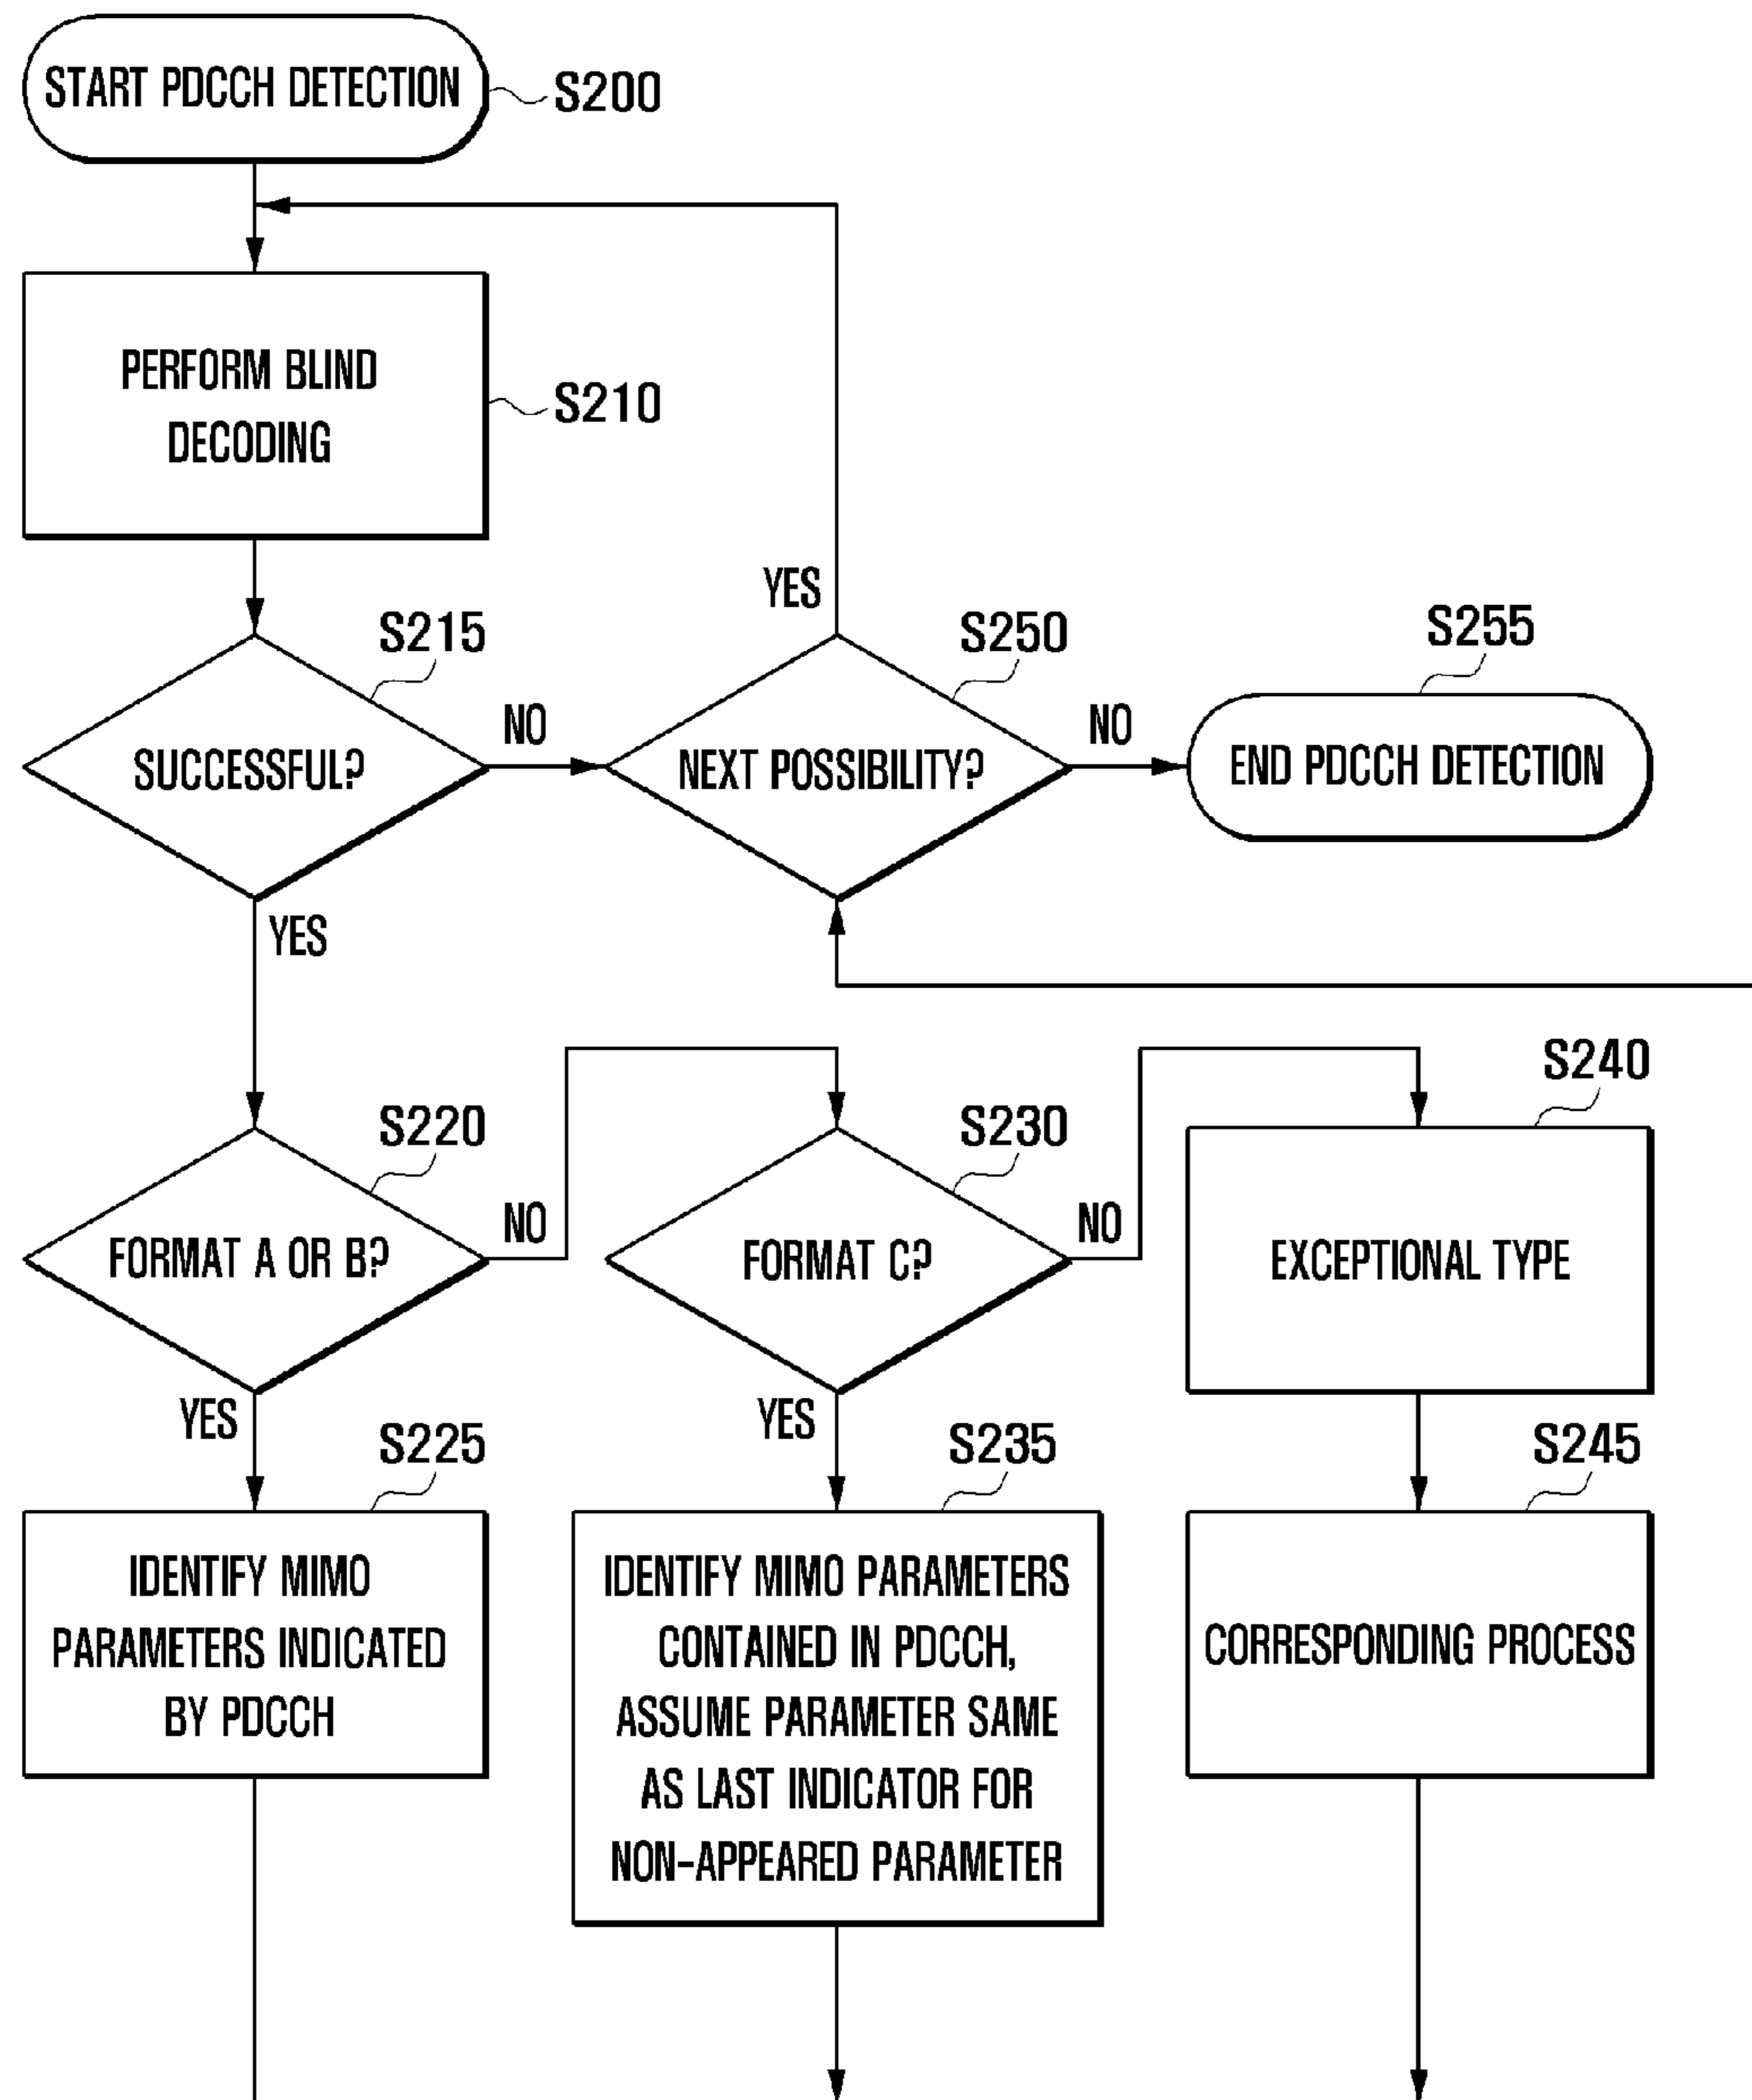 START PDCCH DETECTION
S200
PERFORM BLIND
DECODING
S210
YES
S215
S250
S255
SUCCESSFUL?
NO
NEXT POSSIBILITY?
NO
END PDCCH DETECTION
YES
S220
S230
S240
FORMAT A OR B?
NO
FORMAT C?
NO
EXCEPTIONAL TYPE
YES
YES
S225
S235
S245
IDENTIFY MIMO
PARAMETERS INDICATED
BY PDCCH
IDENTIFY MIMO PARAMETERS
CONTAINED IN PDCCH,
ASSUME PARAMETER SAME
AS LAST INDICATOR FOR
NON-APPEARED PARAMETER
CORRESPONDING PROCESS